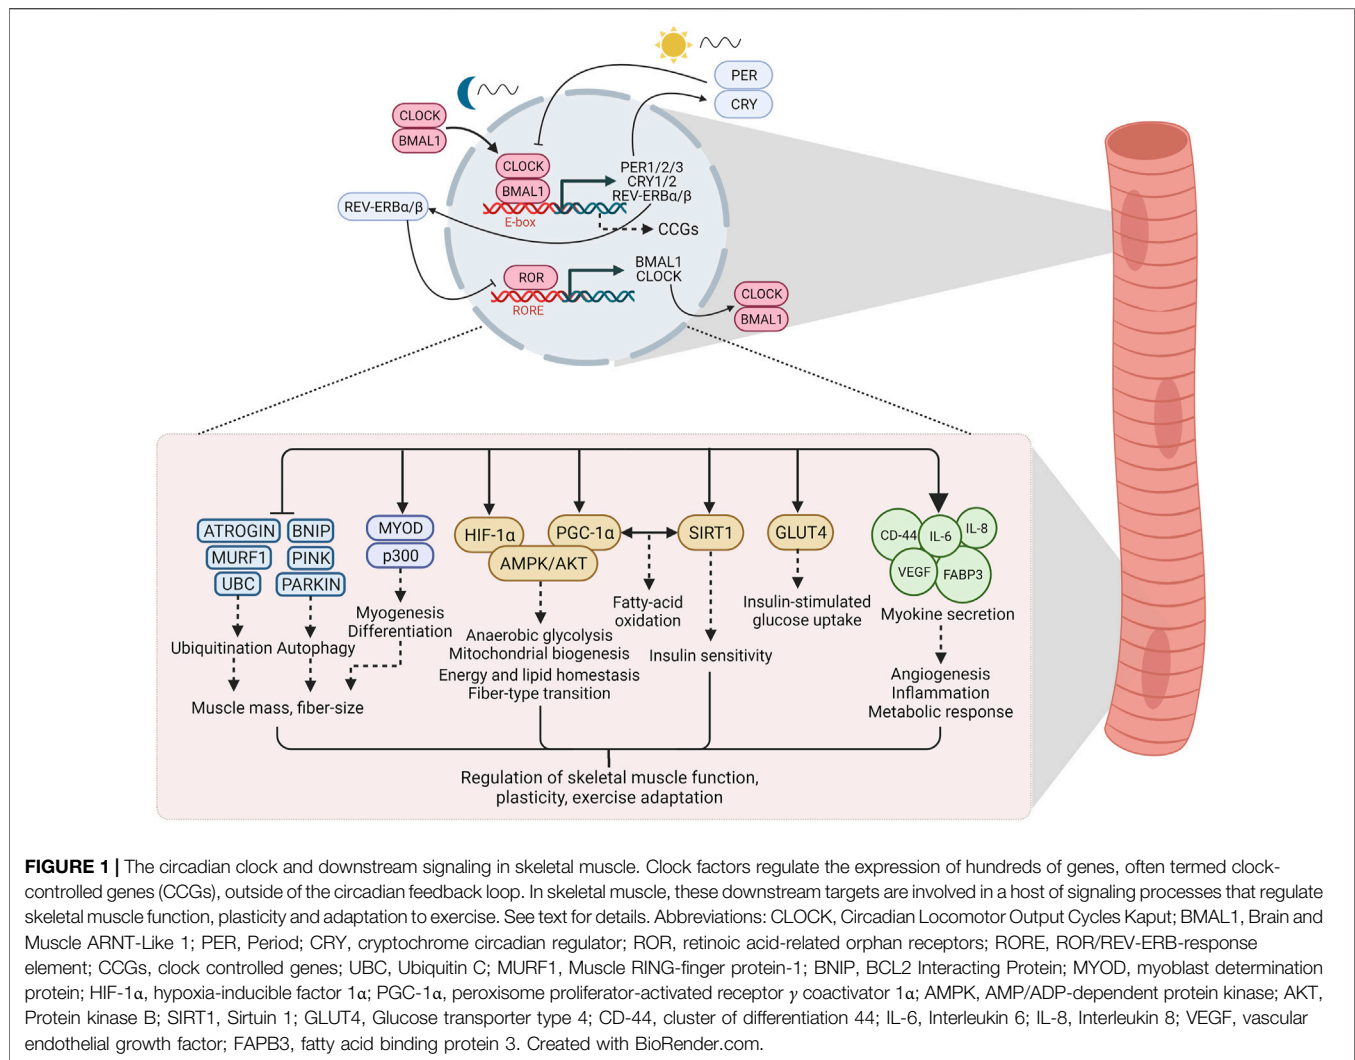 PER
CRY
CLOCK
BMAL1
CLOCK
BMAL1
PER1/2/3
CRY1/2
REV-ERBα/β
REV-ERBα/β
E-box
CCGs
ROR
RORE
BMAL1
CLOCK
CLOCK
BMAL1
ATROGIN
MURF1
UBC
BNIP
PINK
PARKIN
MYOD
p300
HIF-1α
PGC-1α
AMPK/AKT
SIRT1
GLUT4
CD-44
IL-6
IL-8
VEGF
FABP3
Ubiquitination
Autophagy
Myogenesis
Differentiation
Muscle mass, fiber-size
Anaerobic glycolysis
Mitochondrial biogenesis
Energy and lipid homestasis
Fiber-type transition
Fatty-acid
oxidation
Insulin sensitivity
Insulin-stimulated
glucose uptake
Myokine secretion
Angiogenesis
Inflammation
Metabolic response
Regulation of skeletal muscle function,
plasticity, exercise adaptation
FIGURE 1 | The circadian clock and downstream signaling in skeletal muscle. Clock factors regulate the expression of hundreds of genes, often termed clock-
controlled genes (CCGs), outside of the circadian feedback loop. In skeletal muscle, these downstream targets are involved in a host of signaling processes that regulate
skeletal muscle function, plasticity and adaptation to exercise. See text for details. Abbreviations: CLOCK, Circadian Locomotor Output Cycles Kaput; BMAL1, Brain and
Muscle ARNT-Like 1; PER, Period; CRY, cryptochrome circadian regulator; ROR, retinoic acid-related orphan receptors; RORE, ROR/REV-ERB-response
element; CCGs, clock controlled genes; UBC, Ubiquitin C; MURF1, Muscle RING-finger protein-1; BNIP, BCL2 Interacting Protein; MYOD, myoblast determination
protein; HIF-1α, hypoxia-inducible factor 1α; PGC-1α, peroxisome proliferator-activated receptor γ coactivator 1α; AMPK, AMP/ADP-dependent protein kinase; AKT,
Protein kinase B; SIRT1, Sirtuin 1; GLUT4, Glucose transporter type 4; CD-44, cluster of differentiation 44; IL-6, Interleukin 6; IL-8, Interleukin 8; VEGF, vascular
endothelial growth factor; FAPB3, fatty acid binding protein 3. Created with BioRender.com.